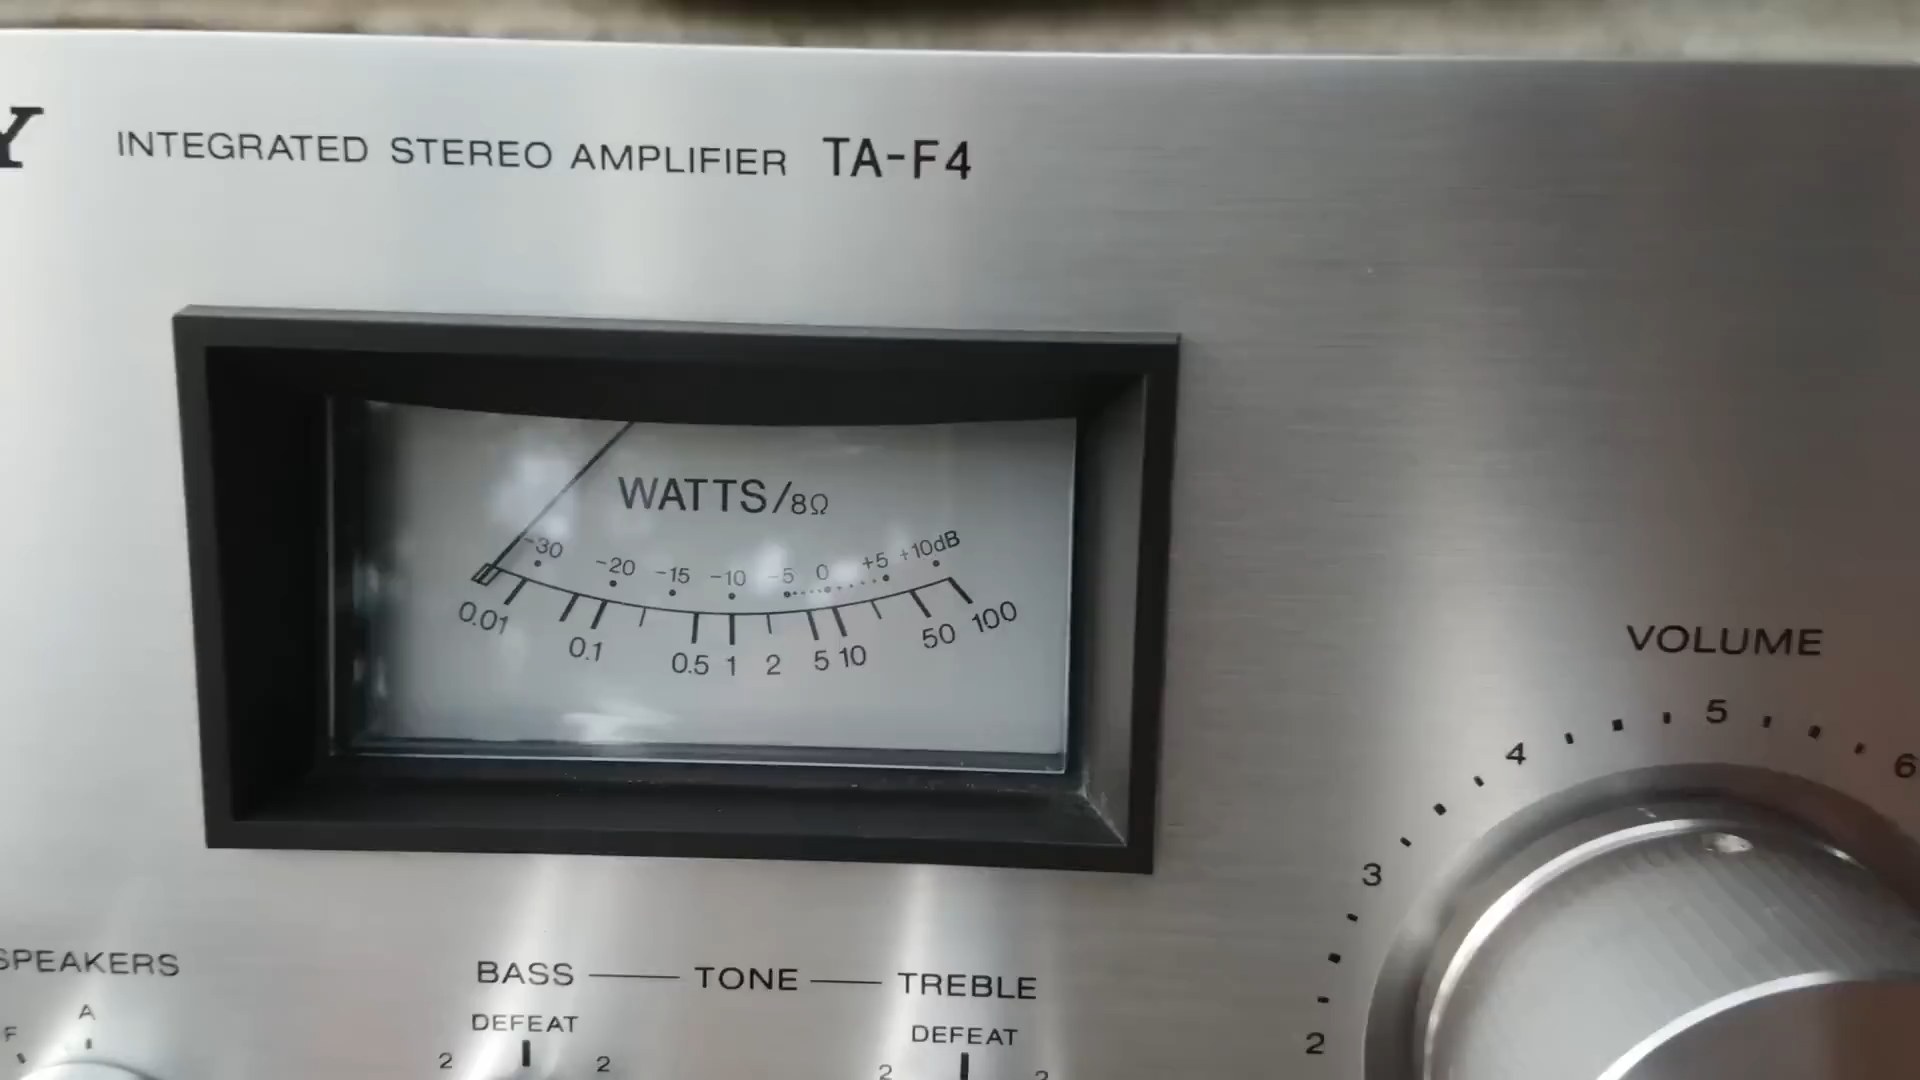 Y INTEGRATED STEREO AMPLIFIER TA-F4
WATTS/8Ω
-30 -20 -15 -10 -5 0 +5 +10dB
0.01 0.1 0.5 1 2 5 10 50 100
VOLUME
2 3 4 5 6
SPEAKERS
F A
BASS TONE TREBLE
DEFEAT DEFEAT
2 2 2 2